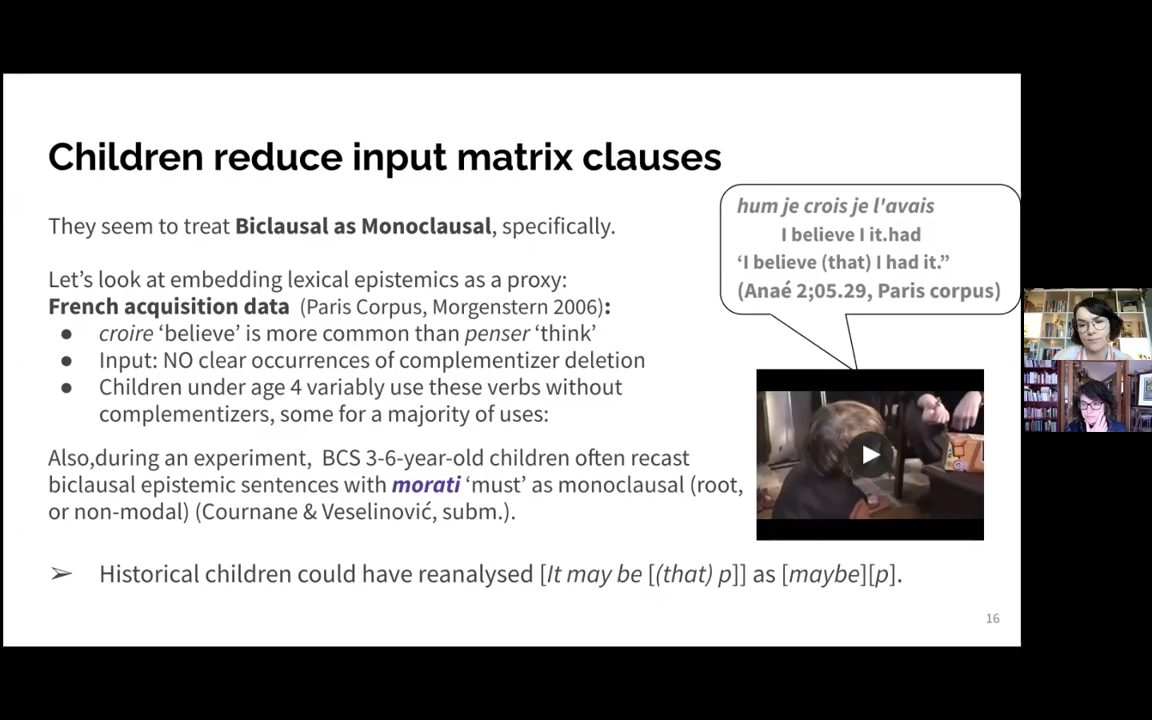 Children reduce input matrix clauses
They seem to treat Biclausal as Monoclausal, specifically.
Let's look at embedding lexical epistemics as a proxy:
French acquisition data (Paris Corpus, Morgenstern 2006):
● croire ‘believe’ is more common than penser ‘think’
● Input: NO clear occurrences of complementizer deletion
● Children under age 4 variably use these verbs without
complementizers, some for a majority of uses:
Also,during an experiment, BCS 3-6-year-old children often recast
biclausal epistemic sentences with morati ‘must’ as monoclausal (root,
or non-modal) (Cournane & Veselinović, subm.).
➢ Historical children could have reanalysed [It may be [(that) p]] as [maybe][p].
hum je crois je l'avais
I believe I it.had
‘I believe (that) I had it.”
(Anaé 2;05.29, Paris corpus)
16